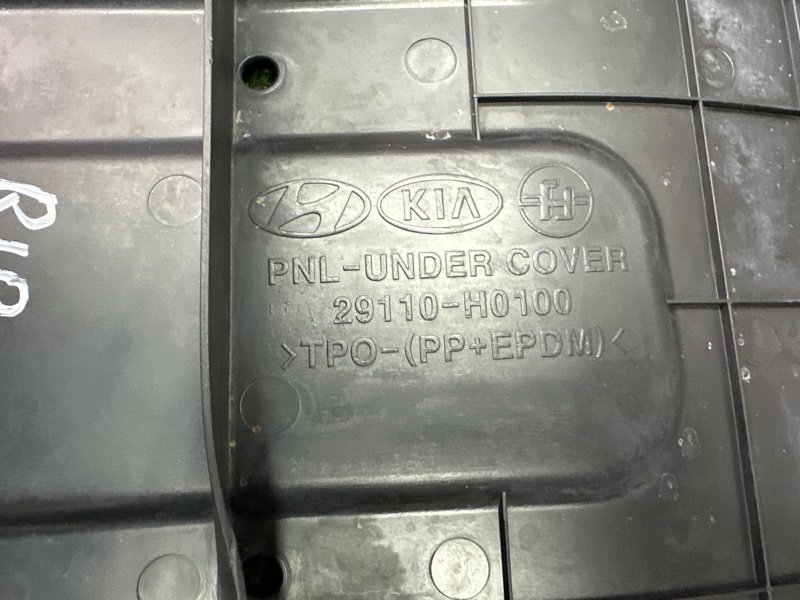 KIA
PNL-UNDER COVER
29110-H0100
>TPO-(PP+EPDM)<